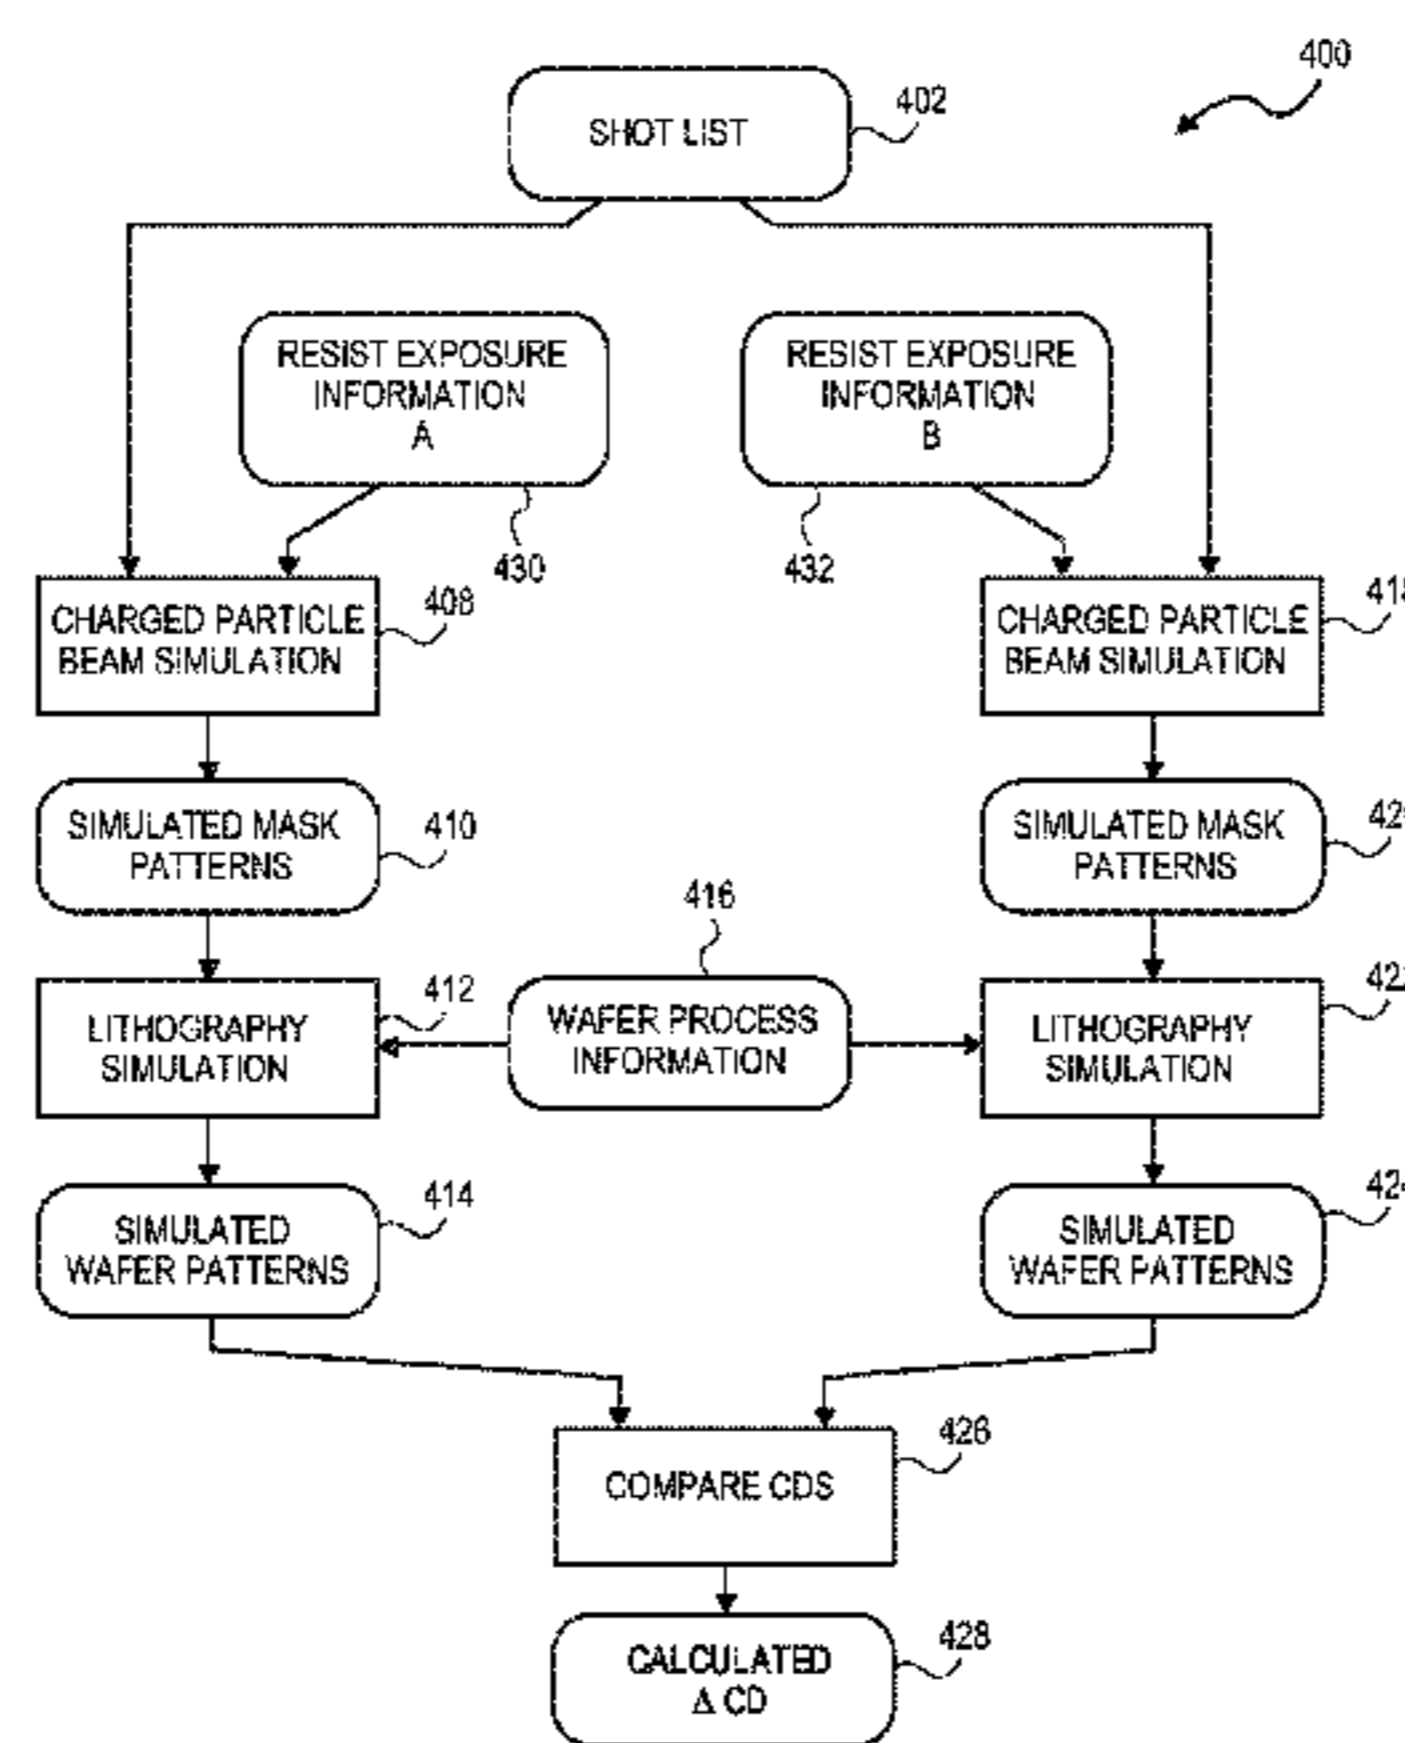 400
SHOT LIST
402
RESIST EXPOSURE
INFORMATION
A
RESIST EXPOSURE
INFORMATION
B
430
432
CHARGED PARTICLE
BEAM SIMULATION
408
CHARGED PARTICLE
BEAM SIMULATION
SIMULATED MASK
PATTERNS
410
SIMULATED MASK
PATTERNS
416
LITHOGRAPHY
SIMULATION
412
WAFER PROCESS
INFORMATION
LITHOGRAPHY
SIMULATION
SIMULATED
WAFER PATTERNS
414
SIMULATED
WAFER PATTERNS
COMPARE CDS
426
CALCULATED
Δ CD
428